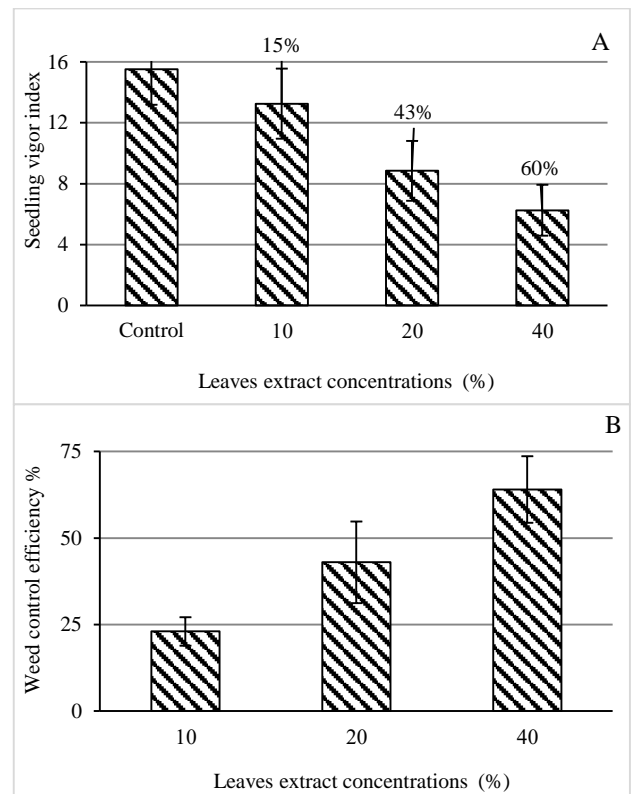 A
16
12
8
4
0
Seedling vigor index
15%
43%
60%
Control 10 20 40
Leaves extract concentrations (%)
B
75
50
25
0
Weed control efficiency %
10 20 40
Leaves extract concentrations (%)